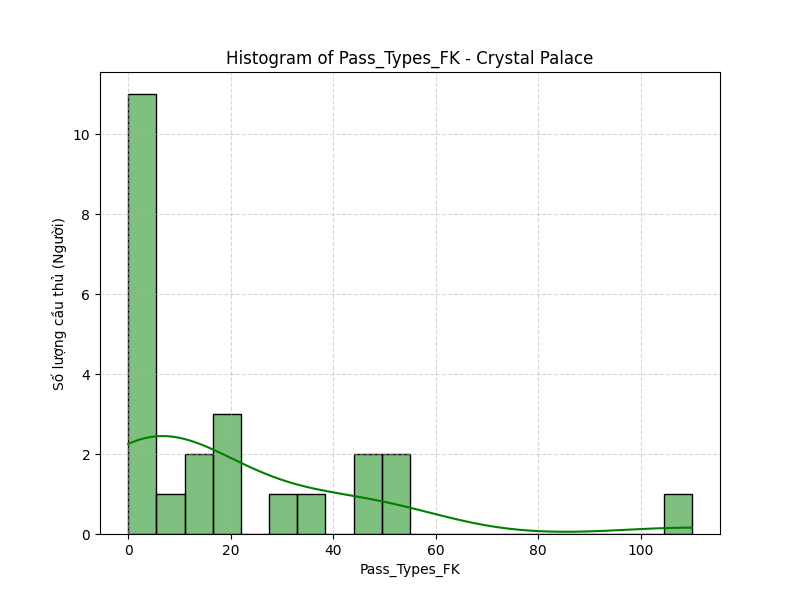 Histogram of Pass_Types_FK - Crystal Palace
Số lượng cầu thủ (Người)
10
8
6
4
2
0
0 20 40 60 80 100
Pass_Types_FK